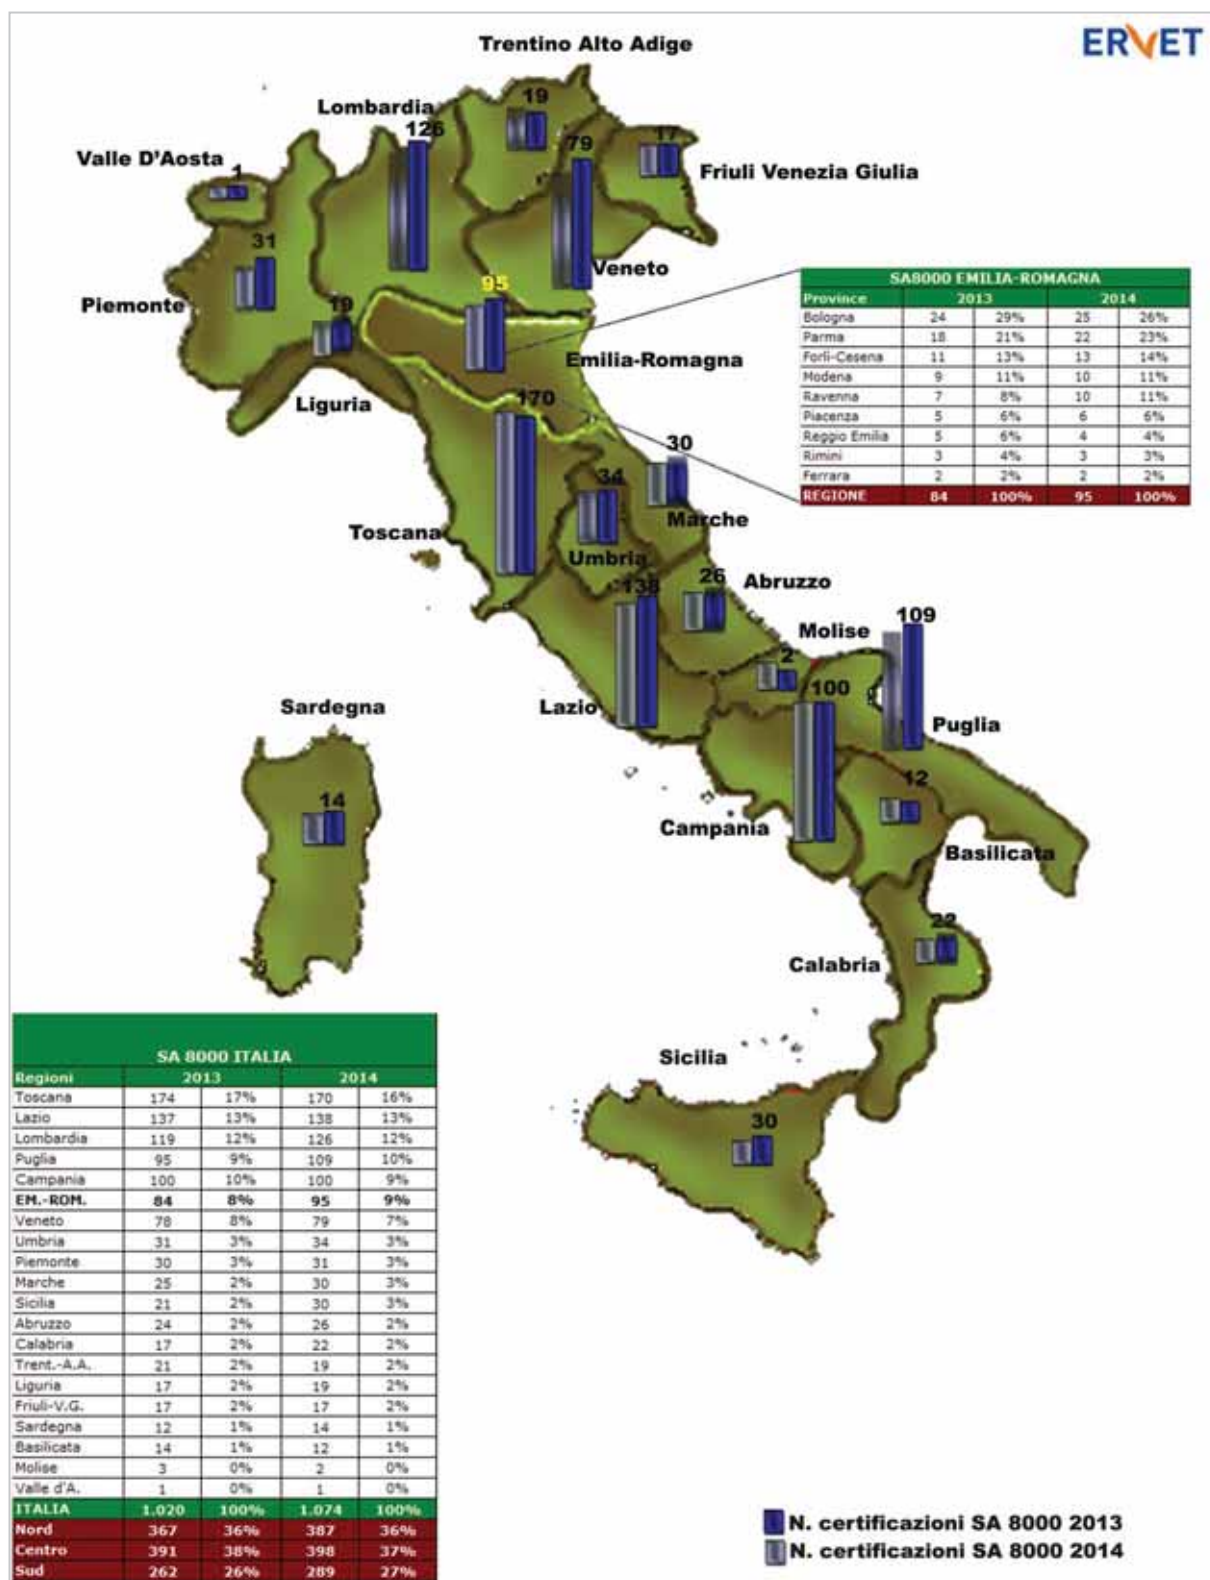 ERVET
Trentino Alto Adige
19
Lombardia
126
79
17
Valle D'Aosta
1
Friuli Venezia Giulia
31
Veneto
Piemonte
95
19
Emilia-Romagna
Liguria
170
SA8000 EMILIA-ROMAGNA
Province 2013 2014
Bologna 24 29% 25 26%
Parma 18 21% 22 23%
Forlì-Cesena 11 13% 13 14%
Modena 9 11% 10 11%
Ravenna 7 8% 10 11%
Piacenza 5 6% 6 6%
Reggio Emilia 5 6% 4 4%
Rimini 3 4% 3 3%
Ferrara 2 2% 2 2%
REGIONE 84 100% 95 100%
30
34
Marche
Toscana
Umbria
138
26
Abruzzo
Molise
109
2
100
Lazio
Puglia
Sardegna
14
12
Campania
Basilicata
22
Calabria
Sicilia
30
SA 8000 ITALIA
Regioni 2013 2014
Toscana 174 17% 170 16%
Lazio 137 13% 138 13%
Lombardia 119 12% 126 12%
Puglia 95 9% 109 10%
Campania 100 10% 100 9%
EM.-ROM. 84 8% 95 9%
Veneto 78 8% 79 7%
Umbria 31 3% 34 3%
Piemonte 30 3% 31 3%
Marche 25 2% 30 3%
Sicilia 21 2% 30 3%
Abruzzo 24 2% 26 2%
Calabria 17 2% 22 2%
Trent.-A.A. 21 2% 19 2%
Liguria 17 2% 19 2%
Friuli-V.G. 17 2% 17 2%
Sardegna 12 1% 14 1%
Basilicata 14 1% 12 1%
Molise 3 0% 2 0%
Valle d'A. 1 0% 1 0%
ITALIA 1.020 100% 1.074 100%
Nord 367 36% 387 36%
Centro 391 38% 398 37%
Sud 262 26% 289 27%
N. certificazioni SA 8000 2013
N. certificazioni SA 8000 2014